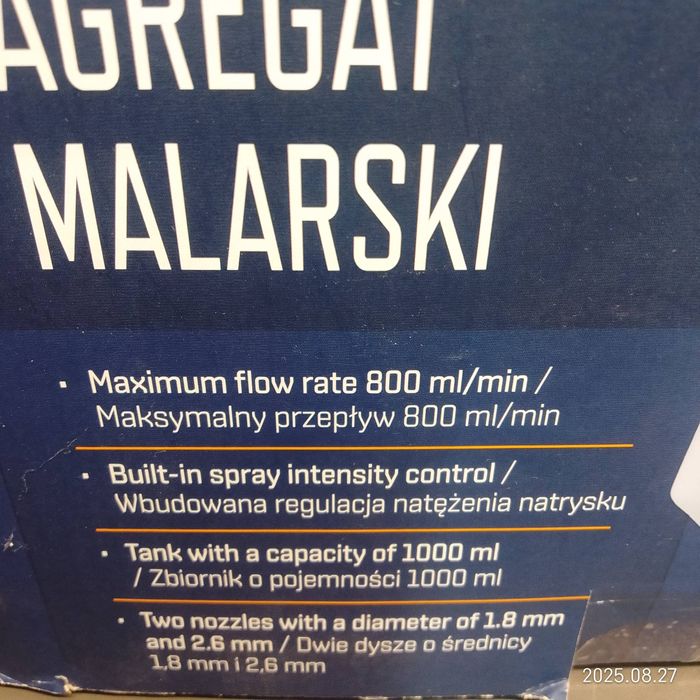 AGREGAT
MALARSKI
• Maximum flow rate 800 ml/min /
Maksymalny przepływ 800 ml/min
• Built-in spray intensity control /
Wbudowana regulacja natężenia natrysku
• Tank with a capacity of 1000 ml
/ Zbiornik o pojemności 1000 ml
• Two nozzles with a diameter of 1.8 mm
and 2.6 mm / Dwie dysze o średnicy
1,8 mm i 2,6 mm
2025.08.27